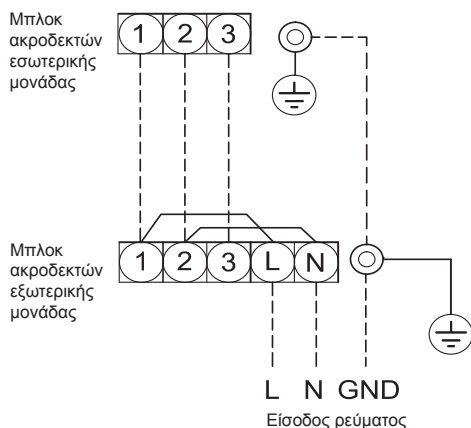 Μπλοκ
ακροδεκτών
εσωτερικής
μονάδας
1 2 3
Μπλοκ
ακροδεκτών
εξωτερικής
μονάδας
1 2 3 L N
L N GND
Είσοδος ρεύματος